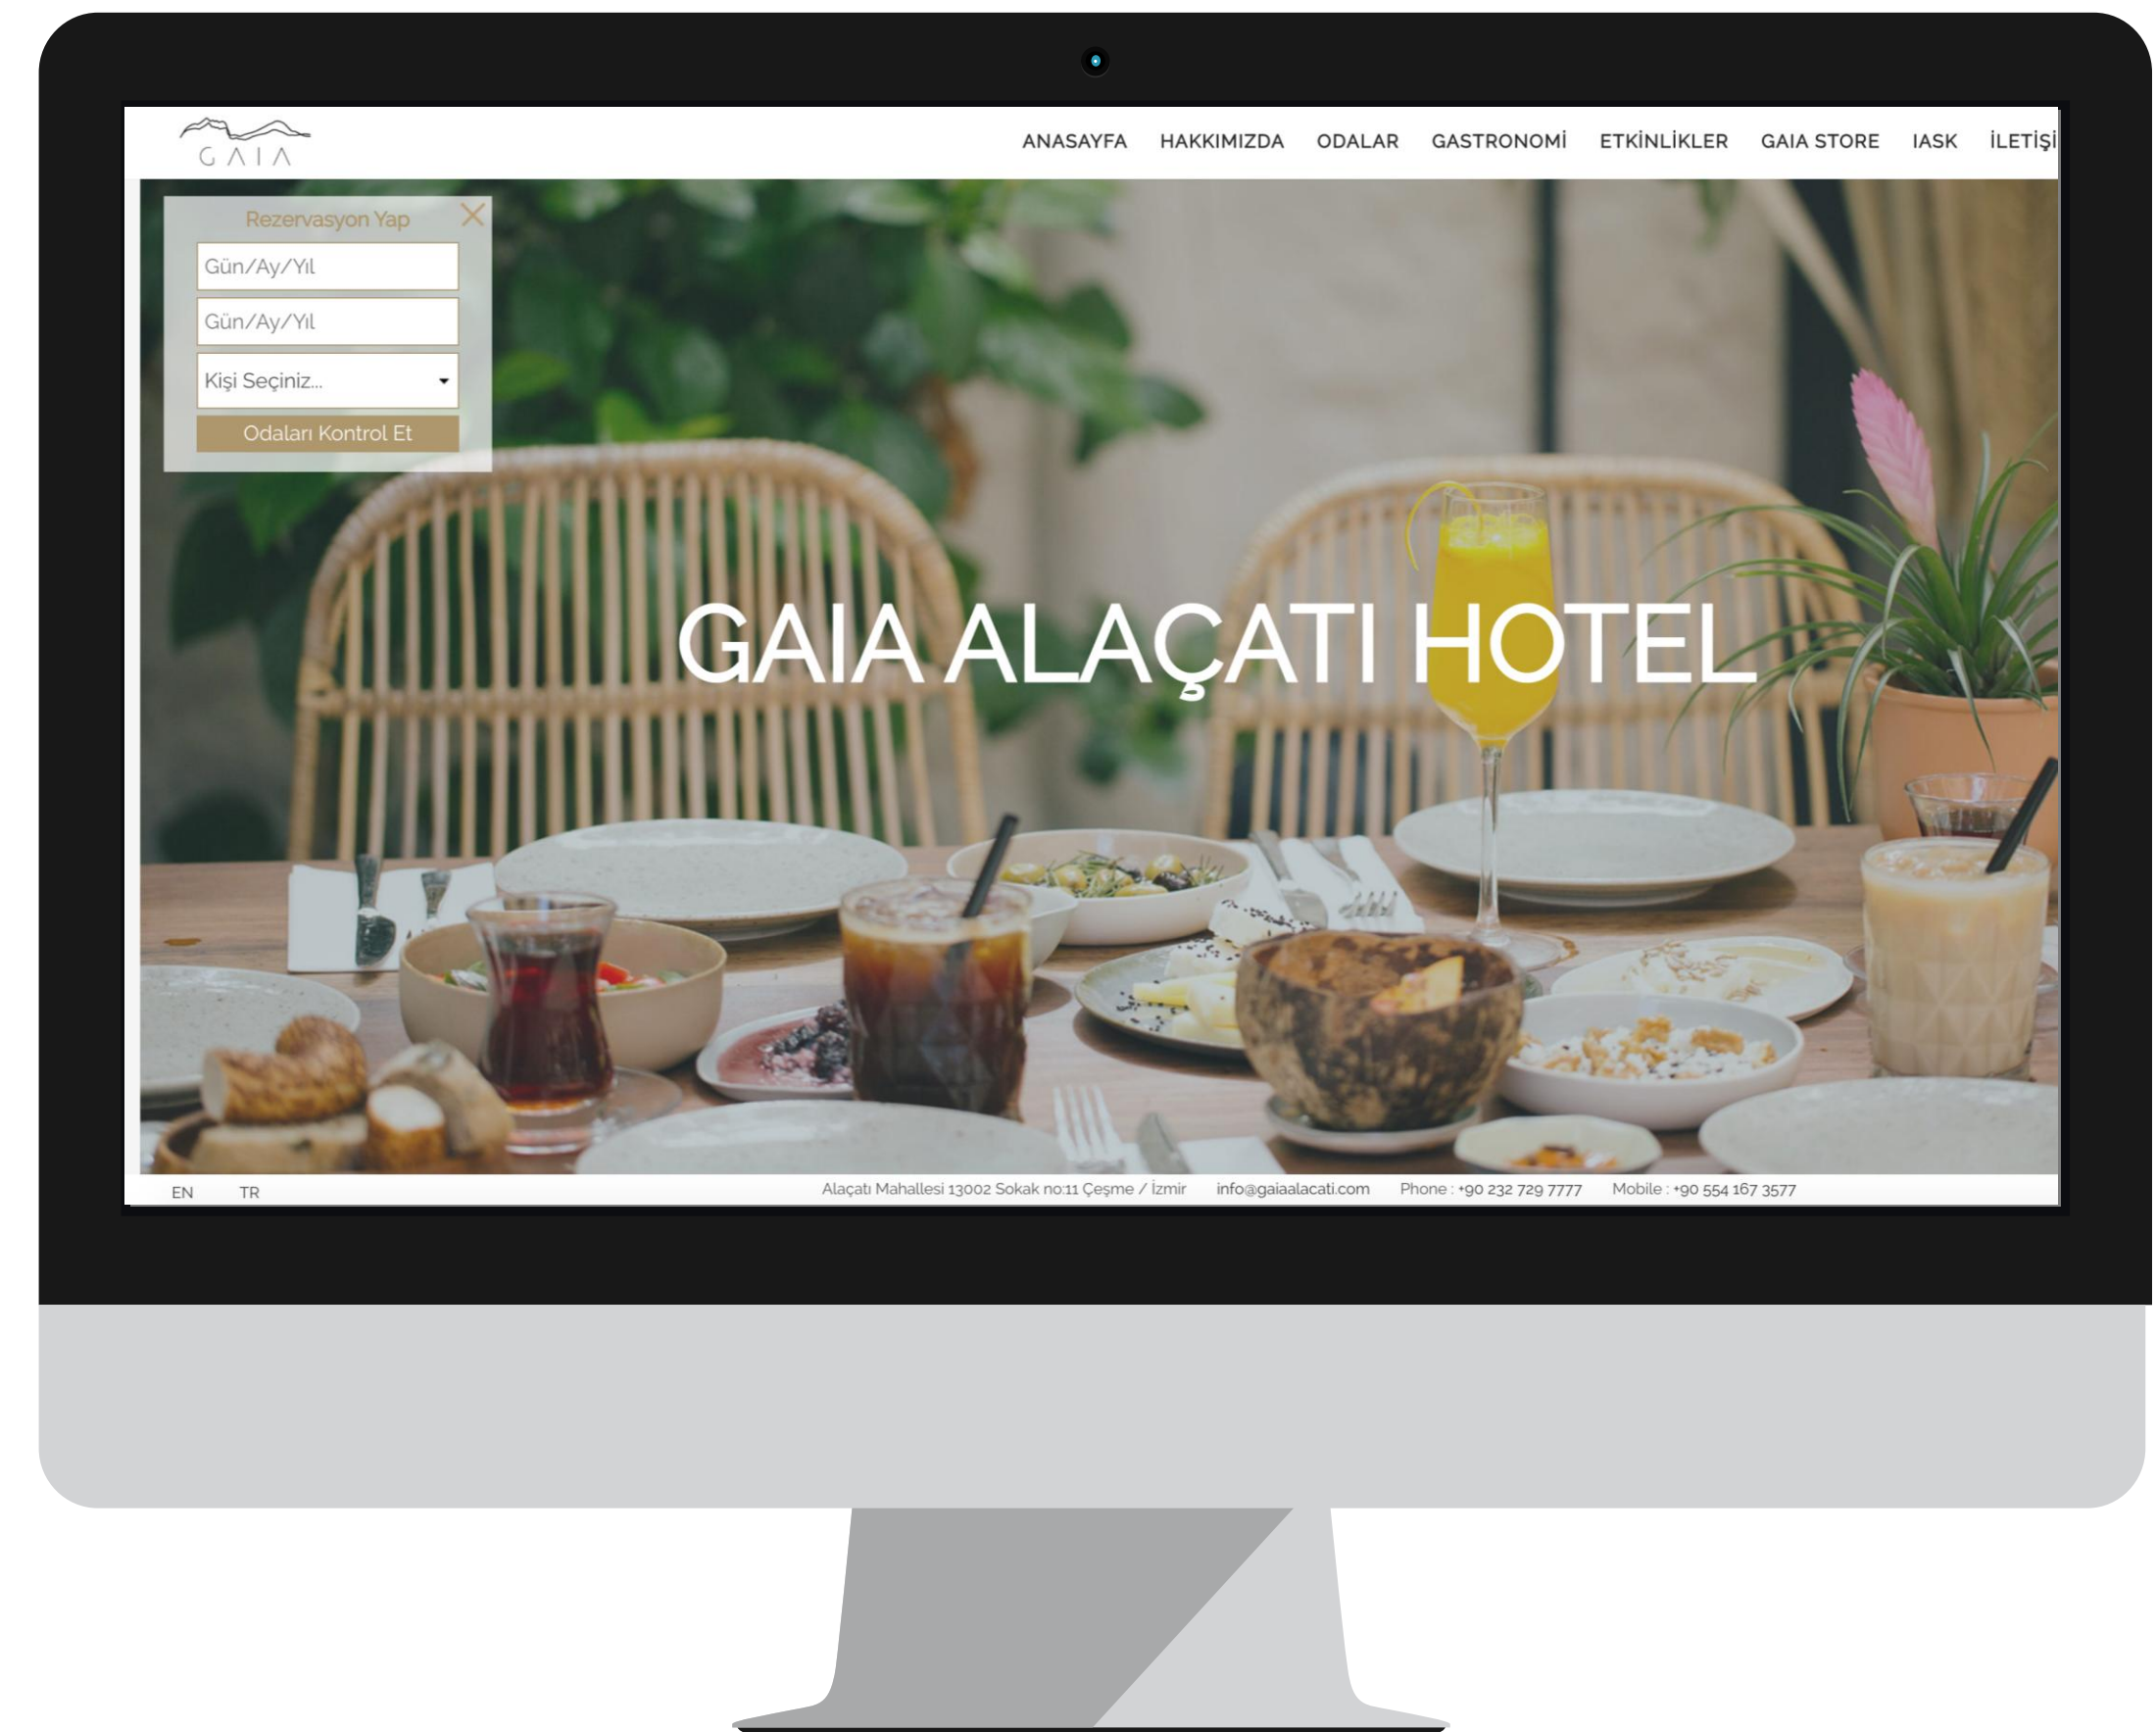 GAIA
ANASAYFA HAKKIMIZDA ODALAR GASTRONOMİ ETKİNLİKLER GAIA STORE IASK İLETİŞİ
Rezervasyon Yap
Gün/Ay/Yıl
Gün/Ay/Yıl
Kişi Seçiniz...
Odaları Kontrol Et
GAIA ALAÇATI HOTEL
EN TR Alaçatı Mahallesi 13002 Sokak no:11 Çeşme / İzmir info@gaiaalacati.com Phone : +90 232 729 7777 Mobile : +90 554 167 3577